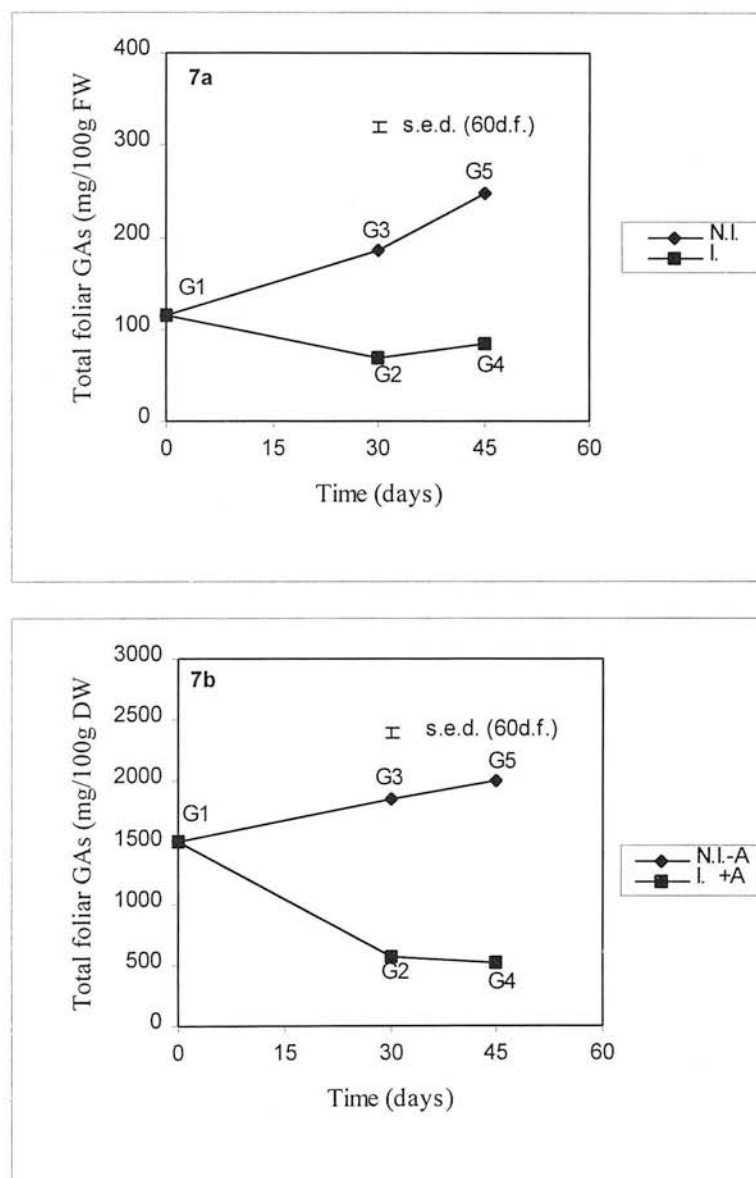 7a
Total foliar GAs (mg/100g FW)
400
300
200
100
0
s.e.d. (60d.f.)
G5
G3
G1
G2
G4
0 15 30 45 60
Time (days)
N.I.
I.
7b
Total foliar GAs (mg/100g DW)
3000
2500
2000
1500
1000
500
0
s.e.d. (60d.f.)
G5
G3
G1
G2
G4
0 15 30 45 60
Time (days)
N.I.-A
I. +A